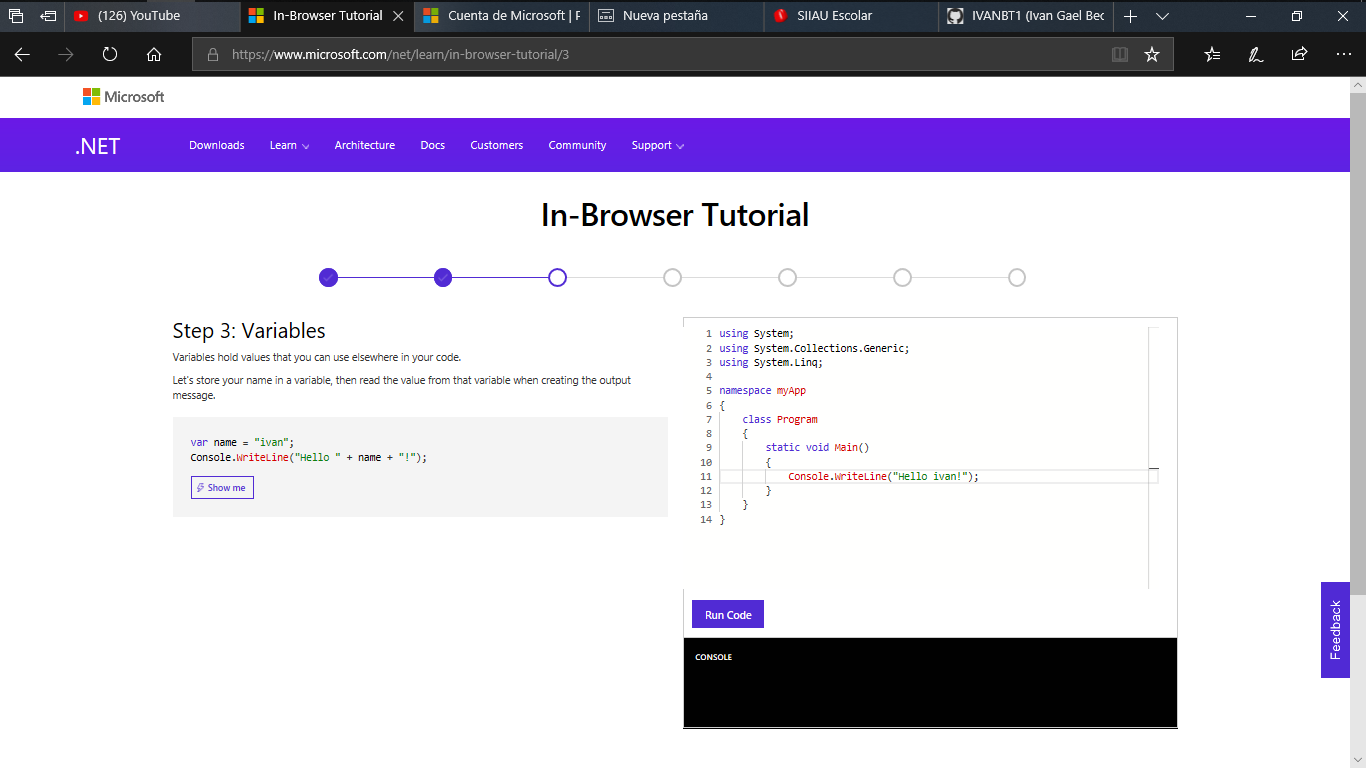 (126) YouTube
In-Browser Tutorial
Cuenta de Microsoft | F
Nueva pestaña
SIIAU Escolar
IVANBT1 (Ivan Gael Bec
https://www.microsoft.com/net/learn/in-browser-tutorial/3
Microsoft
.NET
Downloads
Learn
Architecture
Docs
Customers
Community
Support
In-Browser Tutorial
Step 3: Variables
Variables hold values that you can use elsewhere in your code.
Let's store your name in a variable, then read the value from that variable when creating the output
message.
var name = "ivan";
Console.WriteLine("Hello " + name + "!");
Show me
1 using System;
2 using System.Collections.Generic;
3 using System.Linq;
4
5 namespace myApp
6 {
7 class Program
8 {
9 static void Main()
10 {
11 Console.WriteLine("Hello ivan!");
12 }
13 }
14 }
Run Code
CONSOLE
Feedback